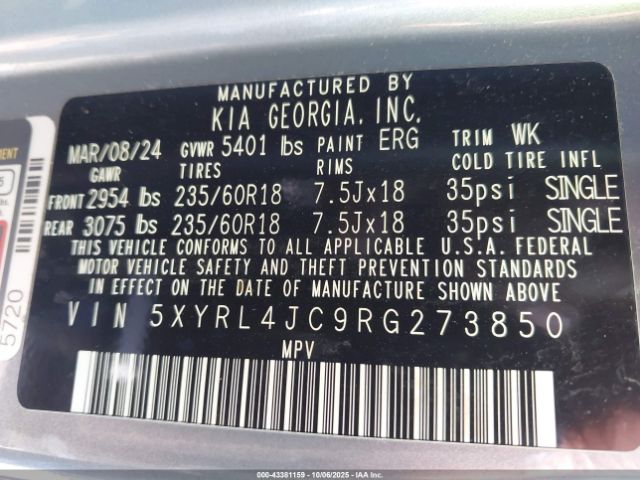 MANUFACTURED BY
KIA GEORGIA, INC.
MAR/08/24 GVWR 5401 lbs PAINT ERG TRIM WK
GAWR TIRES RIMS COLD TIRE INFL
FRONT 2954 lbs 235/60R18 7.5Jx18 35psi SINGLE
REAR 3075 lbs 235/60R18 7.5Jx18 35psi SINGLE
THIS VEHICLE CONFORMS TO ALL APPLICABLE U.S.A. FEDERAL
MOTOR VEHICLE SAFETY AND THEFT PREVENTION STANDARDS
IN EFFECT ON THE DATE OF MANUFACTURE SHOWN ABOVE.
VIN 5XYRL4JC9RG273850
MPV
5720
000-43381159 - 10/06/2025 - COPART